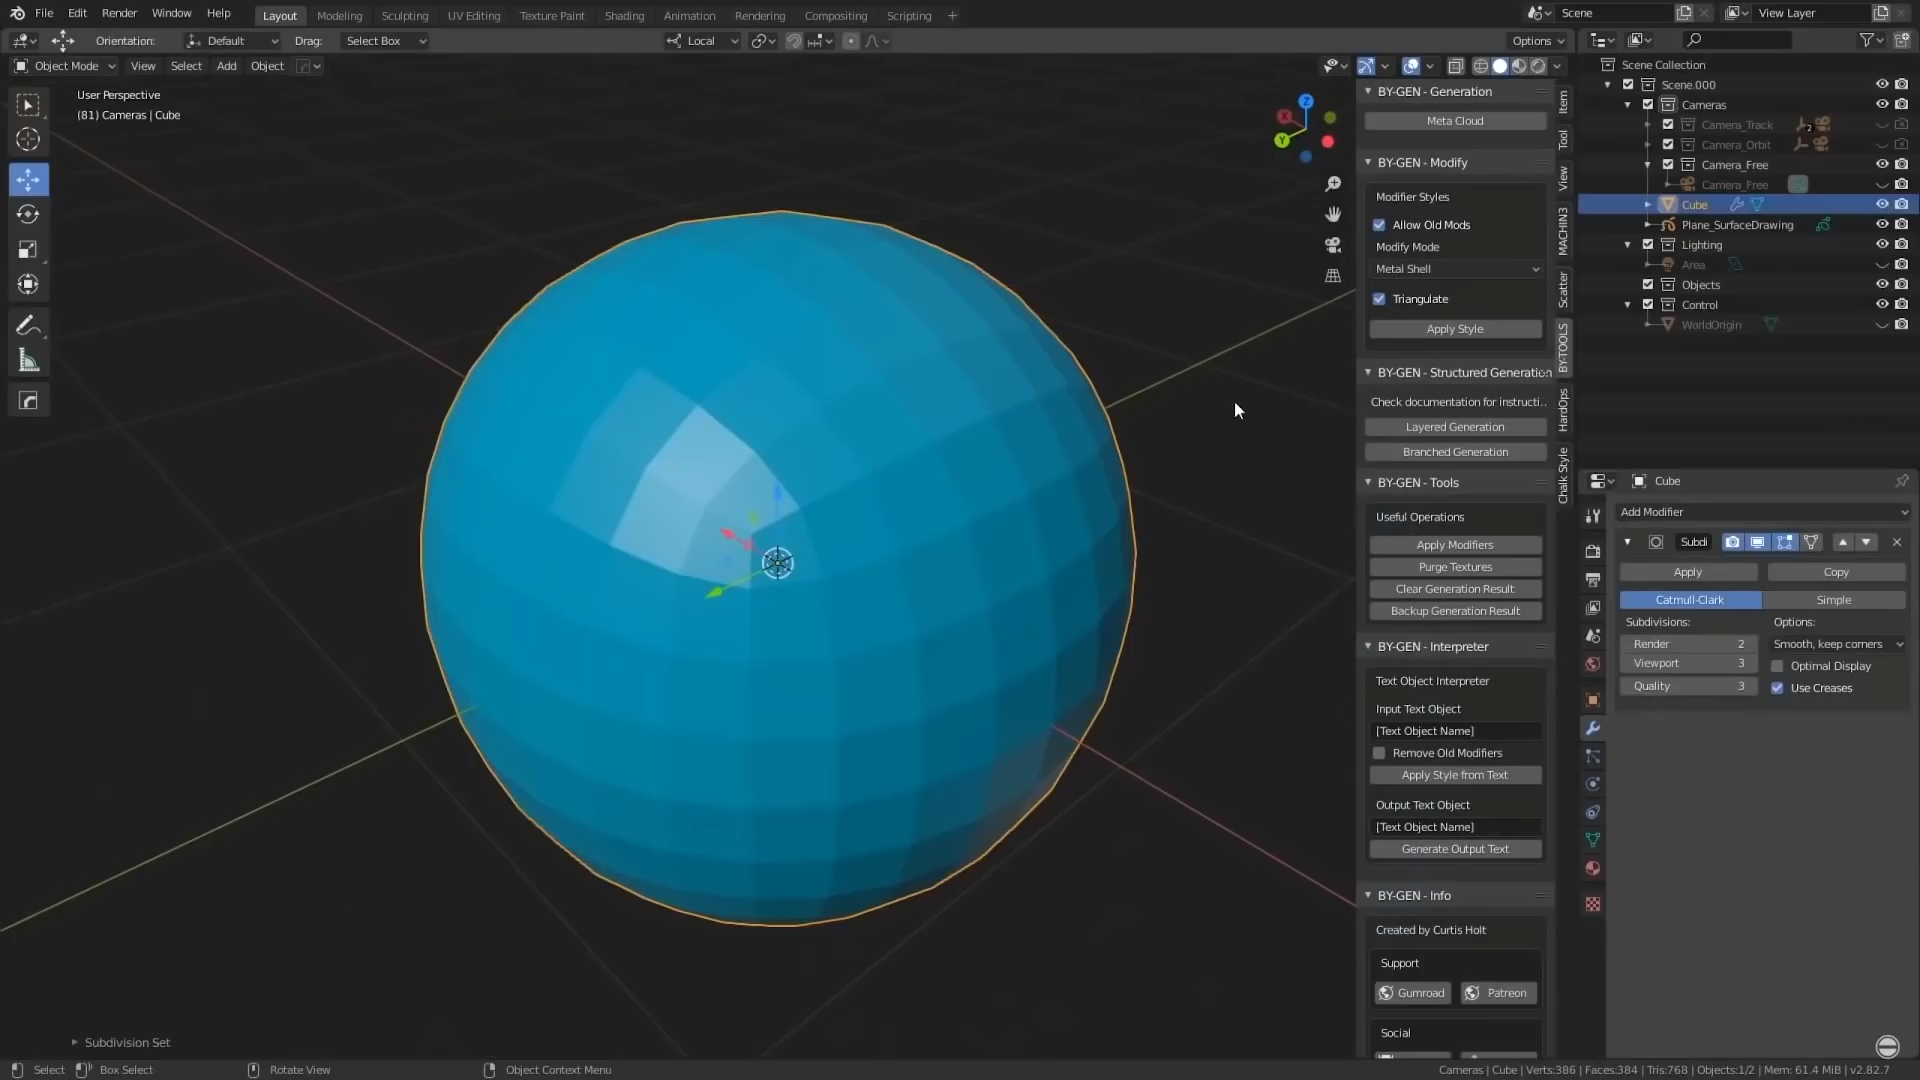 File Edit Render Window Help
Layout Modeling Sculpting UV Editing Texture Paint Shading Animation Rendering Compositing Scripting +
Scene
View Layer
Orientation: Default Drag: Select Box
Local
Options
Object Mode View Select Add Object
User Perspective
(81) Cameras | Cube
Z
X
Y
BY-GEN - Generation
Meta Cloud
BY-GEN - Modify
Modifier Styles
Allow Old Mods
Modify Mode
Metal Shell
Triangulate
Apply Style
BY-GEN - Structured Generation
Check documentation for instructi..
Layered Generation
Branched Generation
BY-GEN - Tools
Useful Operations
Apply Modifiers
Purge Textures
Clear Generation Result
Backup Generation Result
BY-GEN - Interpreter
Text Object Interpreter
Input Text Object
[Text Object Name]
Remove Old Modifiers
Apply Style from Text
Output Text Object
[Text Object Name]
Generate Output Text
BY-GEN - Info
Created by Curtis Holt
Support
Gumroad Patreon
Social
Item
Tool
View
MACHIN3
Scatter
BY-TOOLS
HardOps
Chalk Style
Scene Collection
Scene.000
Cameras
Camera_Track 2
Camera_Orbit
Camera_Free
Camera_Free
Cube
Plane_SurfaceDrawing
Lighting
Area
Objects
Control
WorldOrigin
Cube
Add Modifier
Subdi
Apply Copy
Catmull-Clark Simple
Subdivisions: Options:
Render 2 Smooth, keep corners
Viewport 3 Optimal Display
Quality 3 Use Creases
Subdivision Set
Select Box Select Rotate View Object Context Menu
Cameras | Cube | Verts:386 | Faces:384 | Tris:768 | Objects:1/2 | Mem: 61.4 MiB | v2.82.7